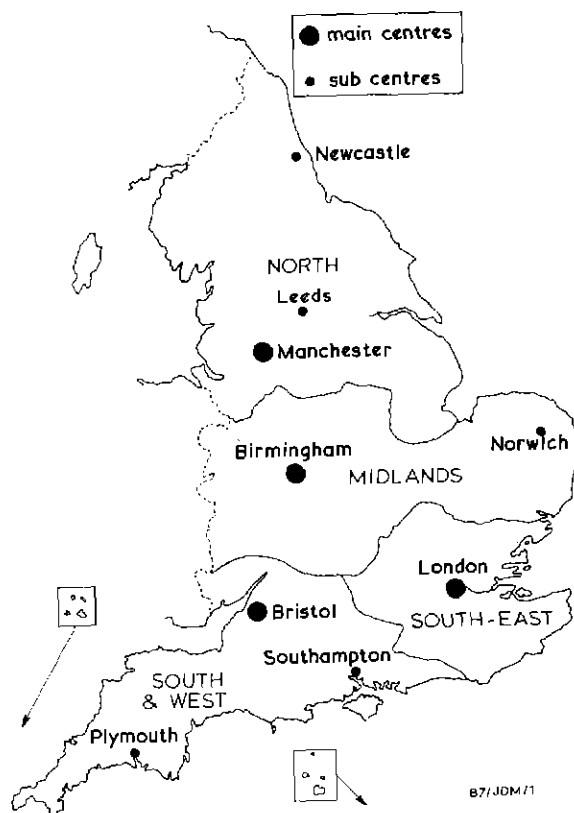 main centres
sub centres
Newcastle
NORTH
Leeds
Manchester
Norwich
Birmingham
MIDLANDS
London
Bristol
SOUTH-EAST
Southampton
SOUTH
& WEST
Plymouth
B7/JDM/1